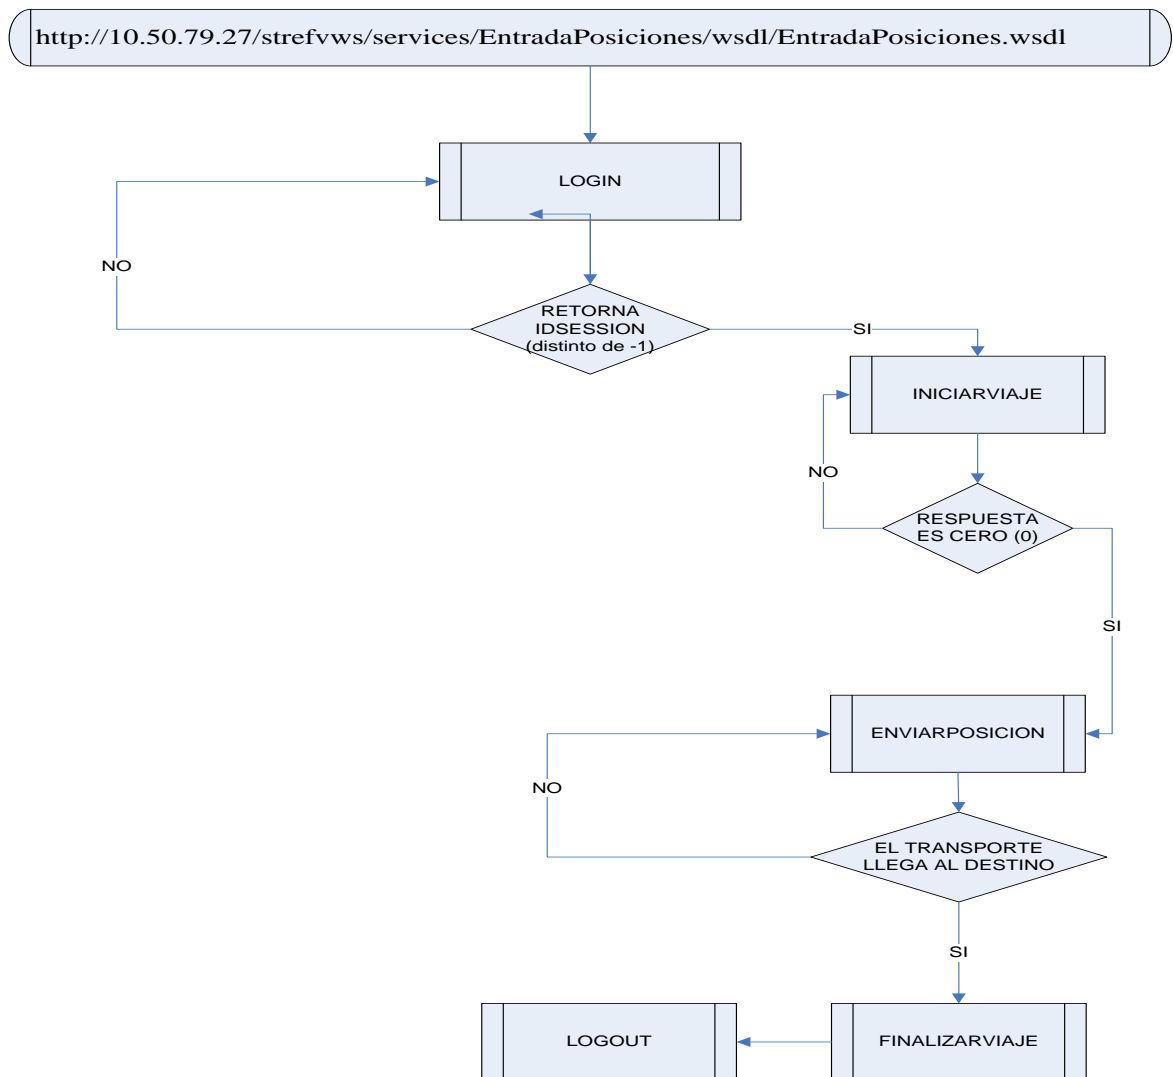 http://10.50.79.27/strefvws/services/EntradaPosiciones/wsdl/EntradaPosiciones.wsdl
LOGIN
NO
RETORNA
IDSESSION
(distinto de -1)
SI
INICIARVIAJE
NO
RESPUESTA
ES CERO (0)
SI
ENVIARPOSICION
NO
EL TRANSPORTE
LLEGA AL DESTINO
SI
LOGOUT
FINALIZARVIAJE